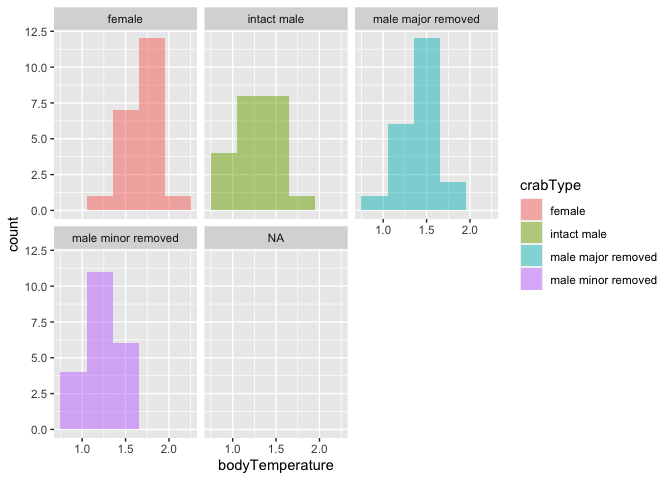 female
intact male
male major removed
12.5
10.0
7.5
5.0
2.5
0.0
1.0 1.5 2.0
male minor removed
NA
12.5
10.0
7.5
5.0
2.5
0.0
1.0 1.5 2.0
1.0 1.5 2.0
bodyTemperature
count
crabType
female
intact male
male major removed
male minor removed